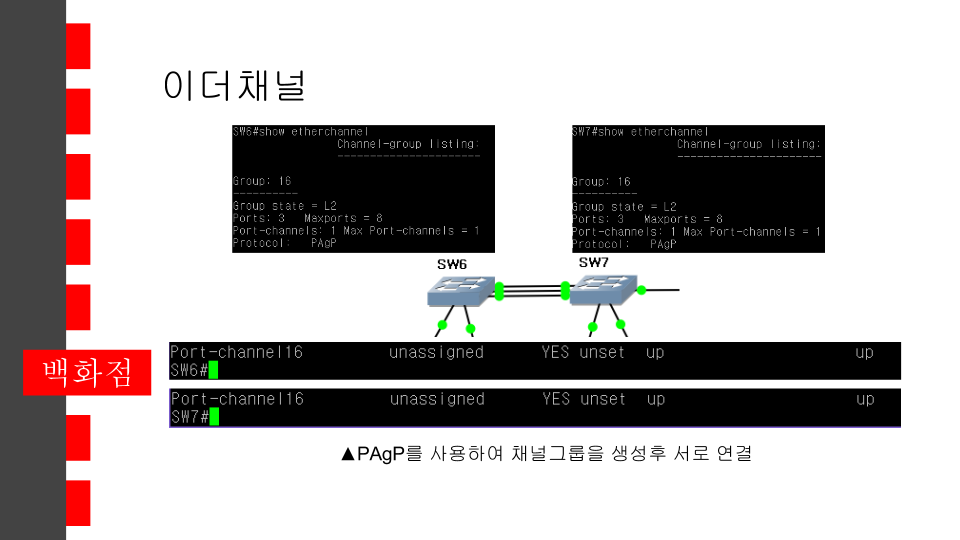 이더채널
SW6#show etherchannel
Channel-group listing:
----------------------
Group: 16
----------
Group state = L2
Ports: 3   Maxports = 8
Port-channels: 1 Max Port-channels = 1
Protocol:   PAgP
SW7#show etherchannel
Channel-group listing:
----------------------
Group: 16
----------
Group state = L2
Ports: 3   Maxports = 8
Port-channels: 1 Max Port-channels = 1
Protocol:   PAgP
SW6
SW7
백화점
Port-channel16 unassigned YES unset up up
SW6#
Port-channel16 unassigned YES unset up up
SW7#
▲PAgP를 사용하여 채널그룹을 생성후 서로 연결